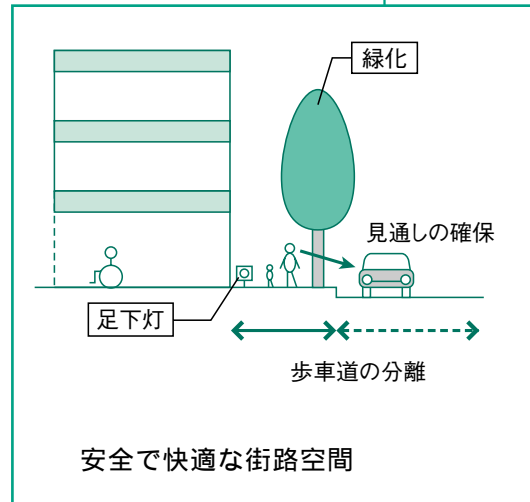 緑化
見通しの確保
足下灯
歩車道の分離
安全で快適な街路空間